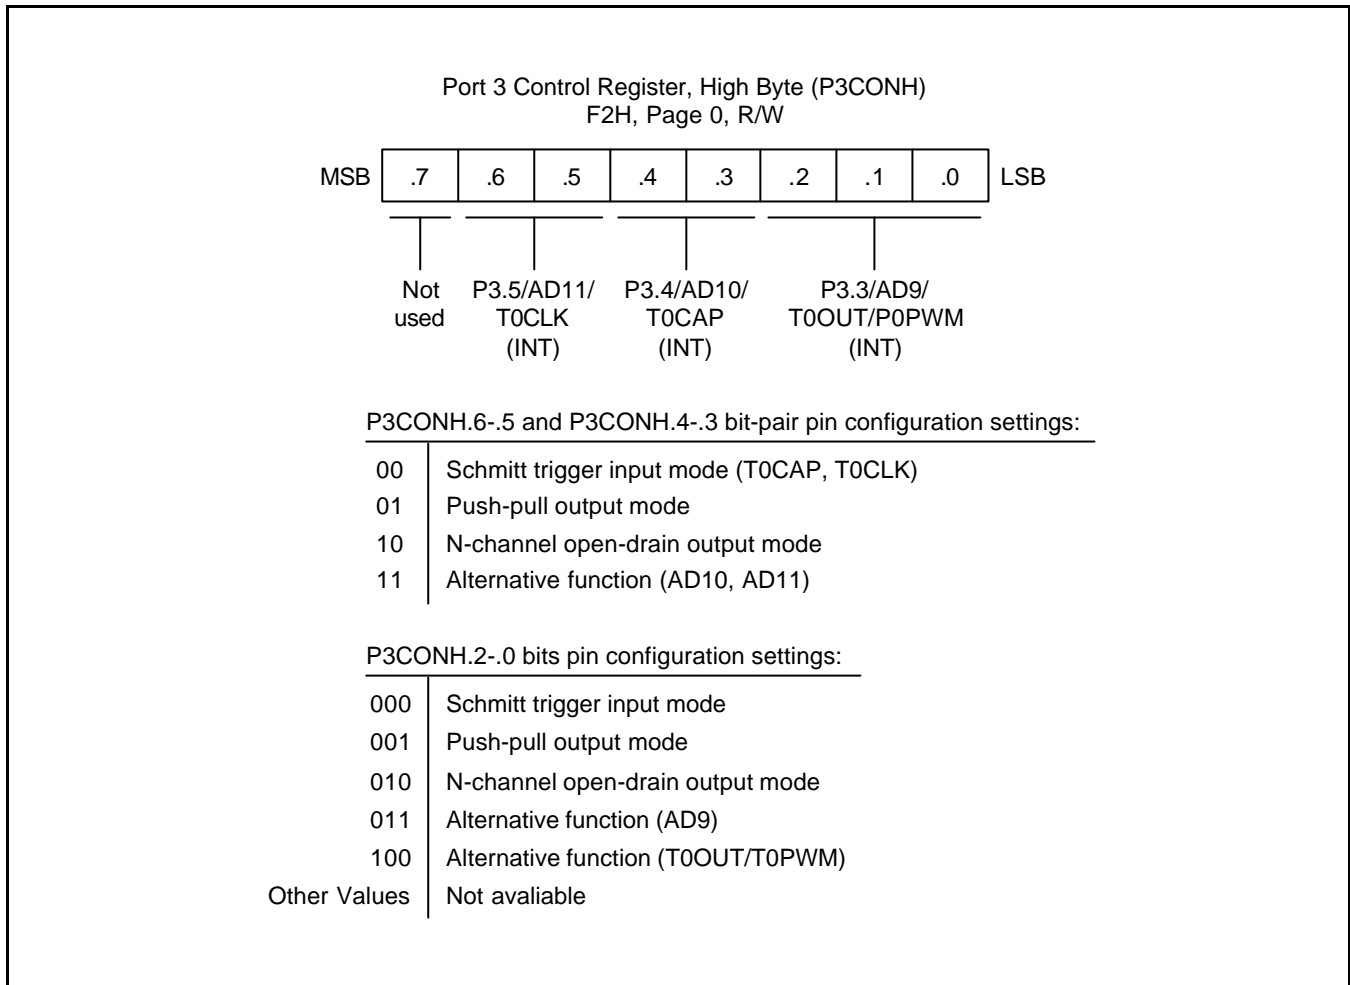 Port 3 Control Register, High Byte (P3CONH)
F2H, Page 0, R/W
MSB .7 .6 .5 .4 .3 .2 .1 .0 LSB
Not used
P3.5/AD11/
T0CLK
(INT)
P3.4/AD10/
T0CAP
(INT)
P3.3/AD9/
T0OUT/P0PWM
(INT)
P3CONH.6-.5 and P3CONH.4-.3 bit-pair pin configuration settings:
00 Schmitt trigger input mode (T0CAP, T0CLK)
01 Push-pull output mode
10 N-channel open-drain output mode
11 Alternative function (AD10, AD11)
P3CONH.2-.0 bits pin configuration settings:
000 Schmitt trigger input mode
001 Push-pull output mode
010 N-channel open-drain output mode
011 Alternative function (AD9)
100 Alternative function (T0OUT/T0PWM)
Other Values Not avaliable